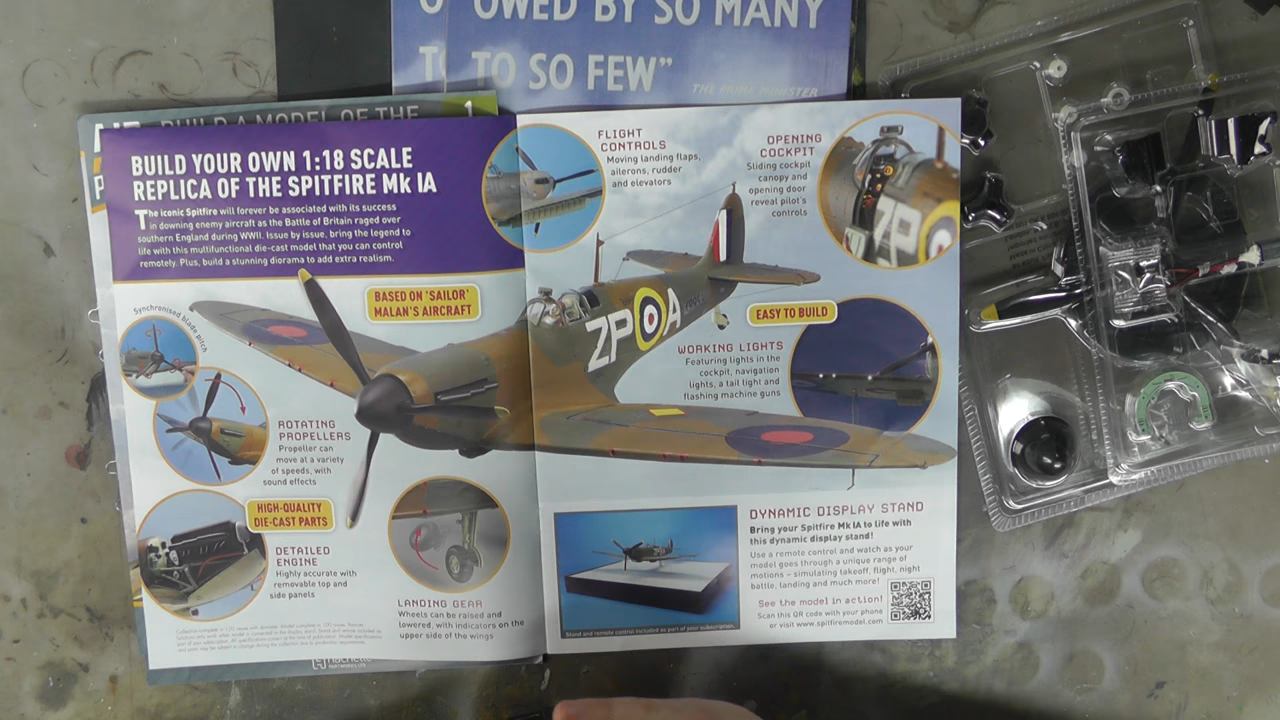 OWED BY SO MANY
TO SO FEW"
THE PRIME MINISTER
BUILD A MODEL OF THE
1
BUILD YOUR OWN 1:18 SCALE
REPLICA OF THE SPITFIRE Mk IA
The iconic Spitfire will forever be associated with its success
in downing enemy aircraft as the Battle of Britain raged over
southern England during WWII. Issue by issue, bring the legend to
life with this multifunctional die-cast model that you can control
remotely. Plus, build a stunning diorama to add extra realism.
FLIGHT
CONTROLS
Moving landing flaps,
ailerons, rudder
and elevators
OPENING
COCKPIT
Sliding cockpit
canopy and
opening door
reveal pilot's
controls
ZP
BASED ON 'SAILOR'
MALAN'S AIRCRAFT
ZP A
EASY TO BUILD
Synchronised blade pitch
WORKING LIGHTS
Featuring lights in the
cockpit, navigation
lights, a tail light and
flashing machine guns
ROTATING
PROPELLERS
Propeller can
move at a variety
of speeds, with
sound effects
HIGH-QUALITY
DIE-CAST PARTS
DETAILED
ENGINE
Highly accurate with
removable top and
side panels
LANDING GEAR
Wheels can be raised and
lowered, with indicators on the
upper side of the wings
DYNAMIC DISPLAY STAND
Bring your Spitfire Mk IA to life with
this dynamic display stand!
Use a remote control and watch as your
model goes through a unique range of
motions – simulating takeoff, flight, night
battle, landing and much more!
See the model in action!
Scan this QR code with your phone
or visit www.spitfiremodel.com
Stand and remote control included as part of your subscription.
hachette
PARTWORKS LTD